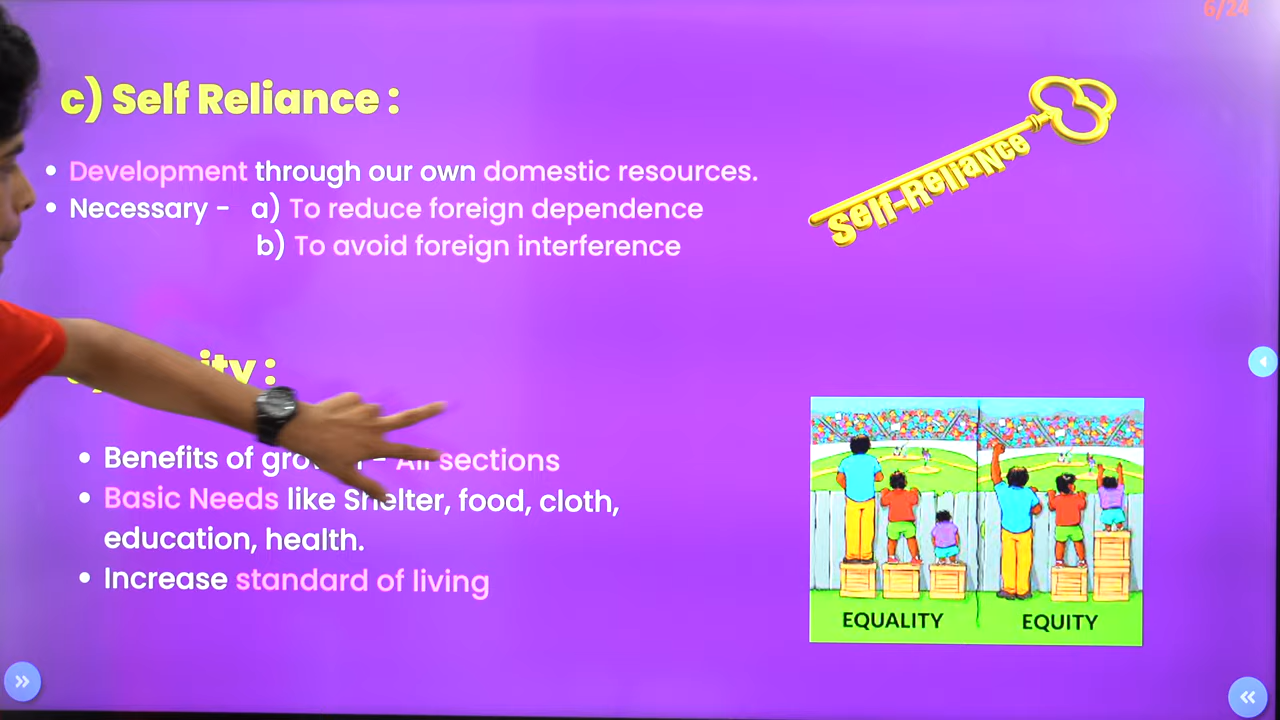 6/24
c) Self Reliance :
• Development through our own domestic resources.
• Necessary - a) To reduce foreign dependence
b) To avoid foreign interference
Self-Reliance
:
• Benefits of - All sections
• Basic Needs like Shelter, food, cloth,
education, health.
• Increase standard of living
EQUALITY
EQUITY